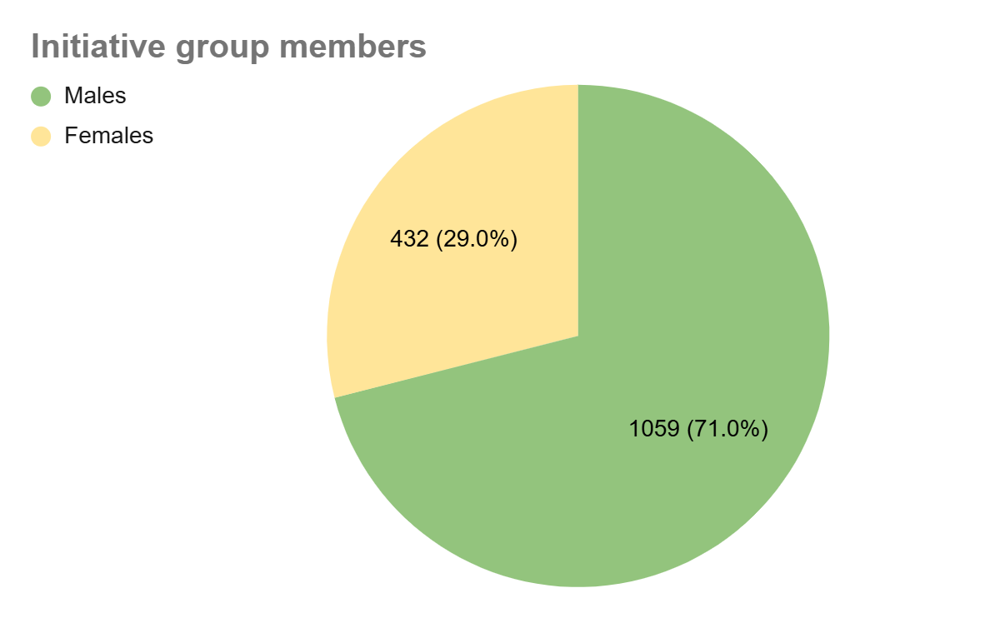 Initiative group members
Males
Females
432 (29.0%)
1059 (71.0%)